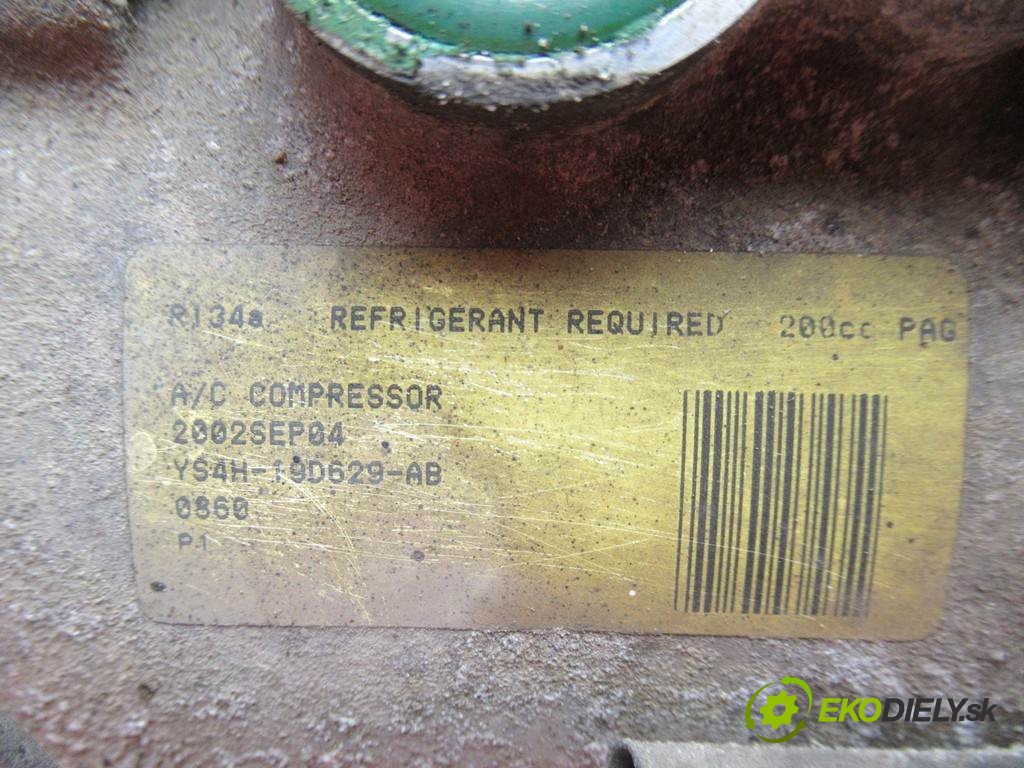 R134a REFRIGERANT REQUIRED 200cc PAG
A/C COMPRESSOR
2002SEP04
YS4H-19D629-AB
0860
P1
EKODIELY.sk